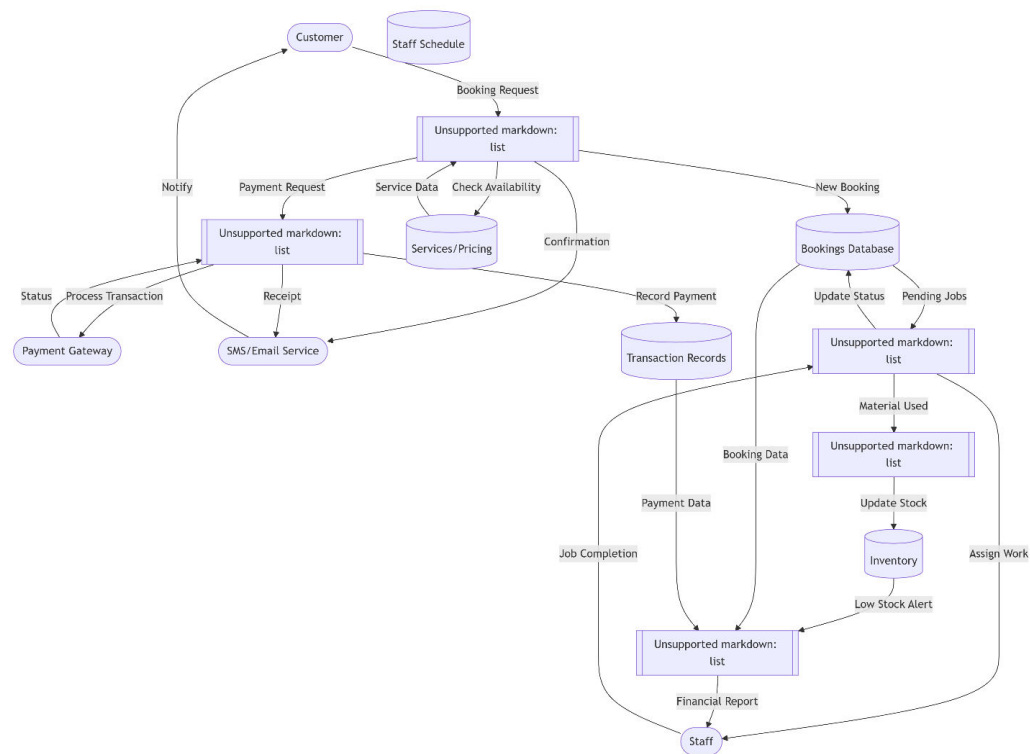 Customer
Staff Schedule
Booking Request
Unsupported markdown:
list
Notify
Payment Request
Service Data
Check Availability
New Booking
Unsupported markdown:
list
Services/Pricing
Confirmation
Bookings Database
Status
Process Transaction
Receipt
Record Payment
Update Status
Pending Jobs
Payment Gateway
SMS/Email Service
Transaction Records
Unsupported markdown:
list
Material Used
Booking Data
Unsupported markdown:
list
Payment Data
Update Stock
Job Completion
Inventory
Assign Work
Low Stock Alert
Unsupported markdown:
list
Financial Report
Staff